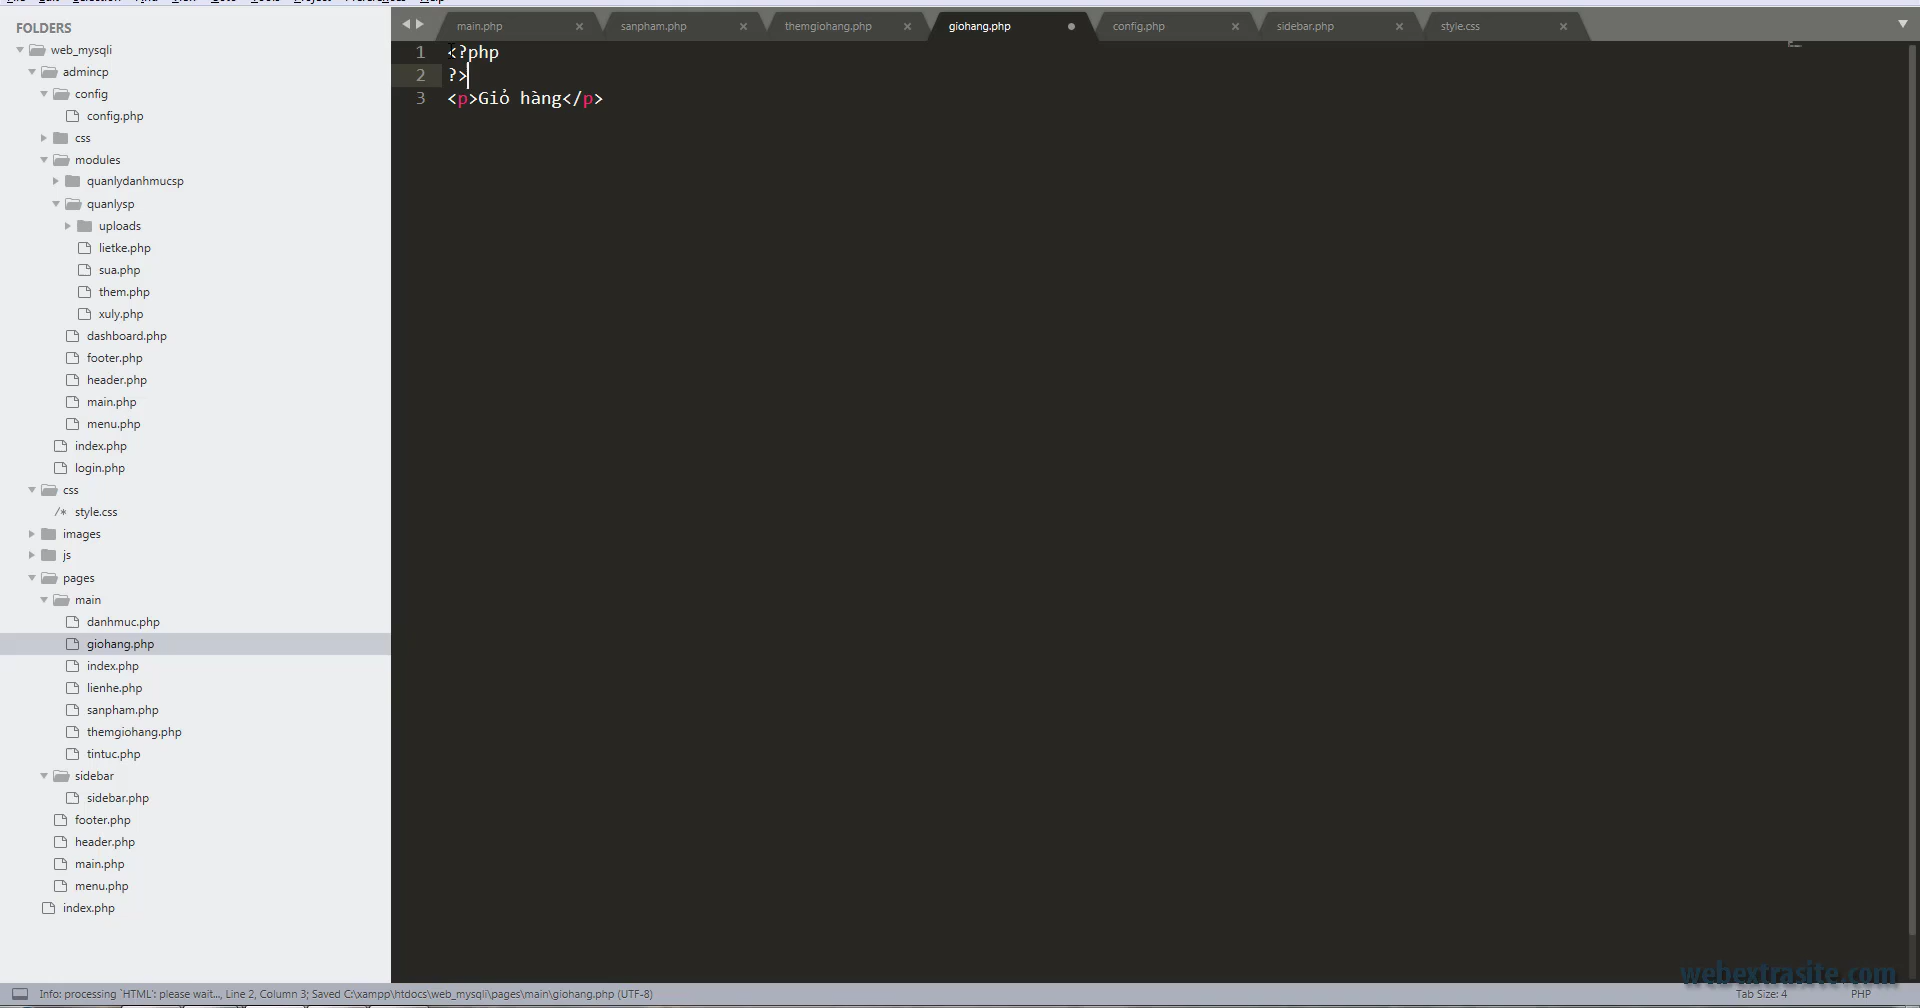 FOLDERS
web_mysqli
admincp
config
config.php
css
modules
quanlydanhmucsp
quanlysp
uploads
lietke.php
sua.php
them.php
xuly.php
dashboard.php
footer.php
header.php
main.php
menu.php
index.php
login.php
css
/* style.css
images
js
pages
main
danhmuc.php
giohang.php
index.php
lienhe.php
sanpham.php
themgiohang.php
tintuc.php
sidebar
sidebar.php
footer.php
header.php
main.php
menu.php
index.php
main.php × sanpham.php × themgiohang.php × giohang.php config.php × sidebar.php × style.css ×
1 <?php
2 ?>
3 <p>Giỏ hàng</p>
webextrasite.com
Info: processing `HTML': please wait..., Line 2, Column 3; Saved C:\xampp\htdocs\web_mysqli\pages\main\giohang.php (UTF-8) Tab Size: 4 PHP